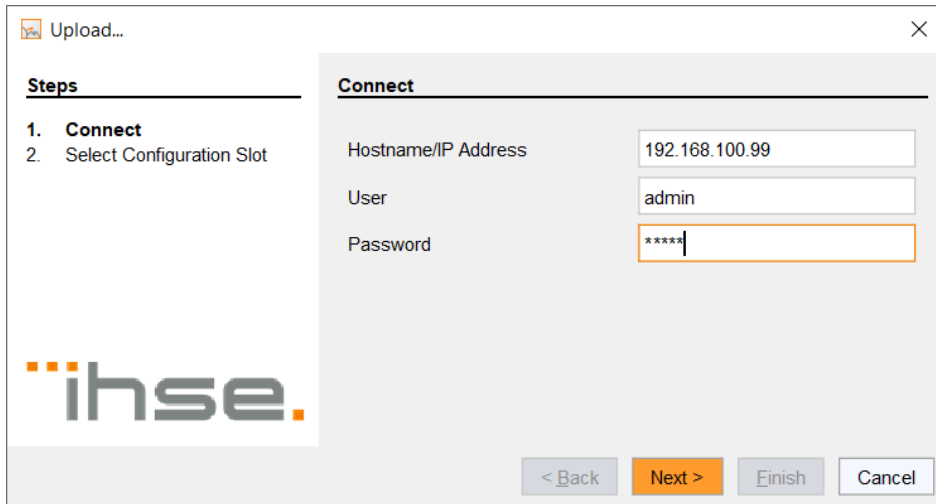 Upload...
Steps
1. Connect
2. Select Configuration Slot
ihse.
Connect
Hostname/IP Address 192.168.100.99
User admin
Password *****
< Back Next > Finish Cancel